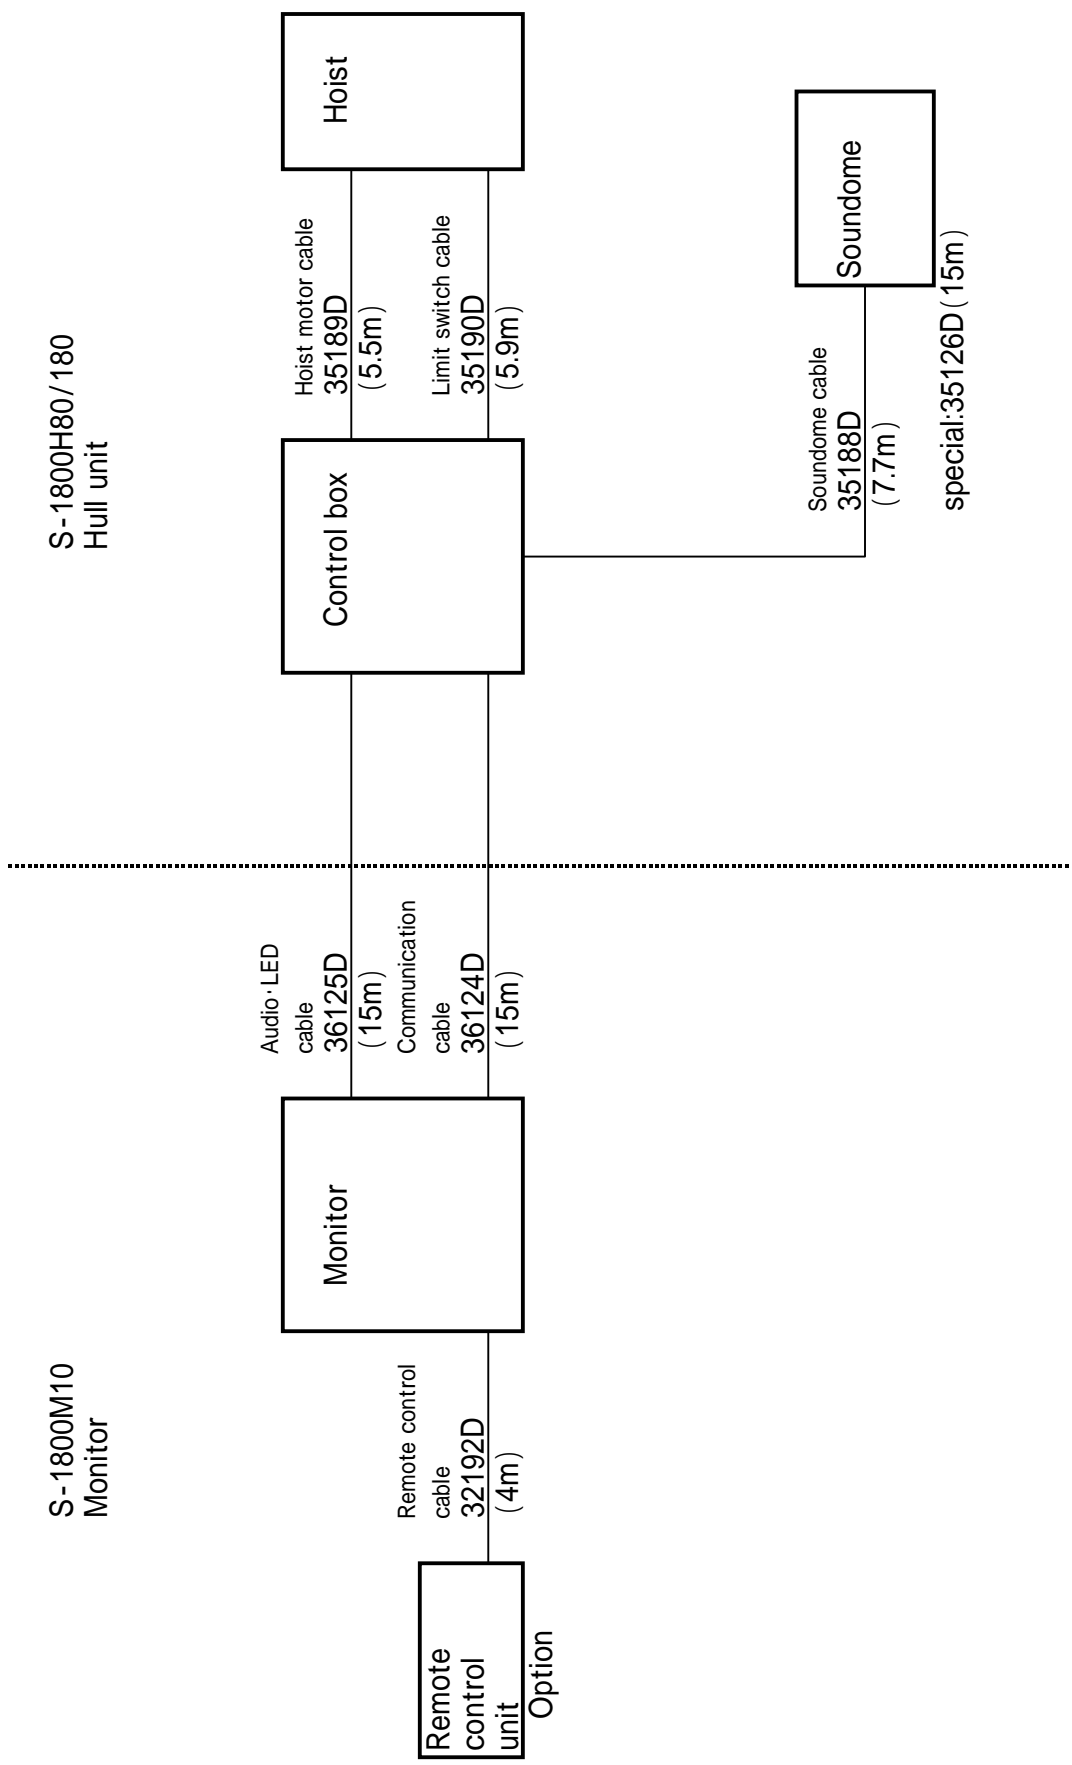 S-1800M10
Monitor
S-1800H80/180
Hull unit
Remote
control
unit
Option
Remote control
cable
32192D
(4m)
Monitor
Audio･LED
cable
36125D
(15m)
Communication
cable
36124D
(15m)
Control box
Hoist motor cable
35189D
(5.5m)
Limit switch cable
35190D
(5.9m)
Hoist
Soundome cable
35188D
(7.7m)
special:35126D(15m)
Soundome